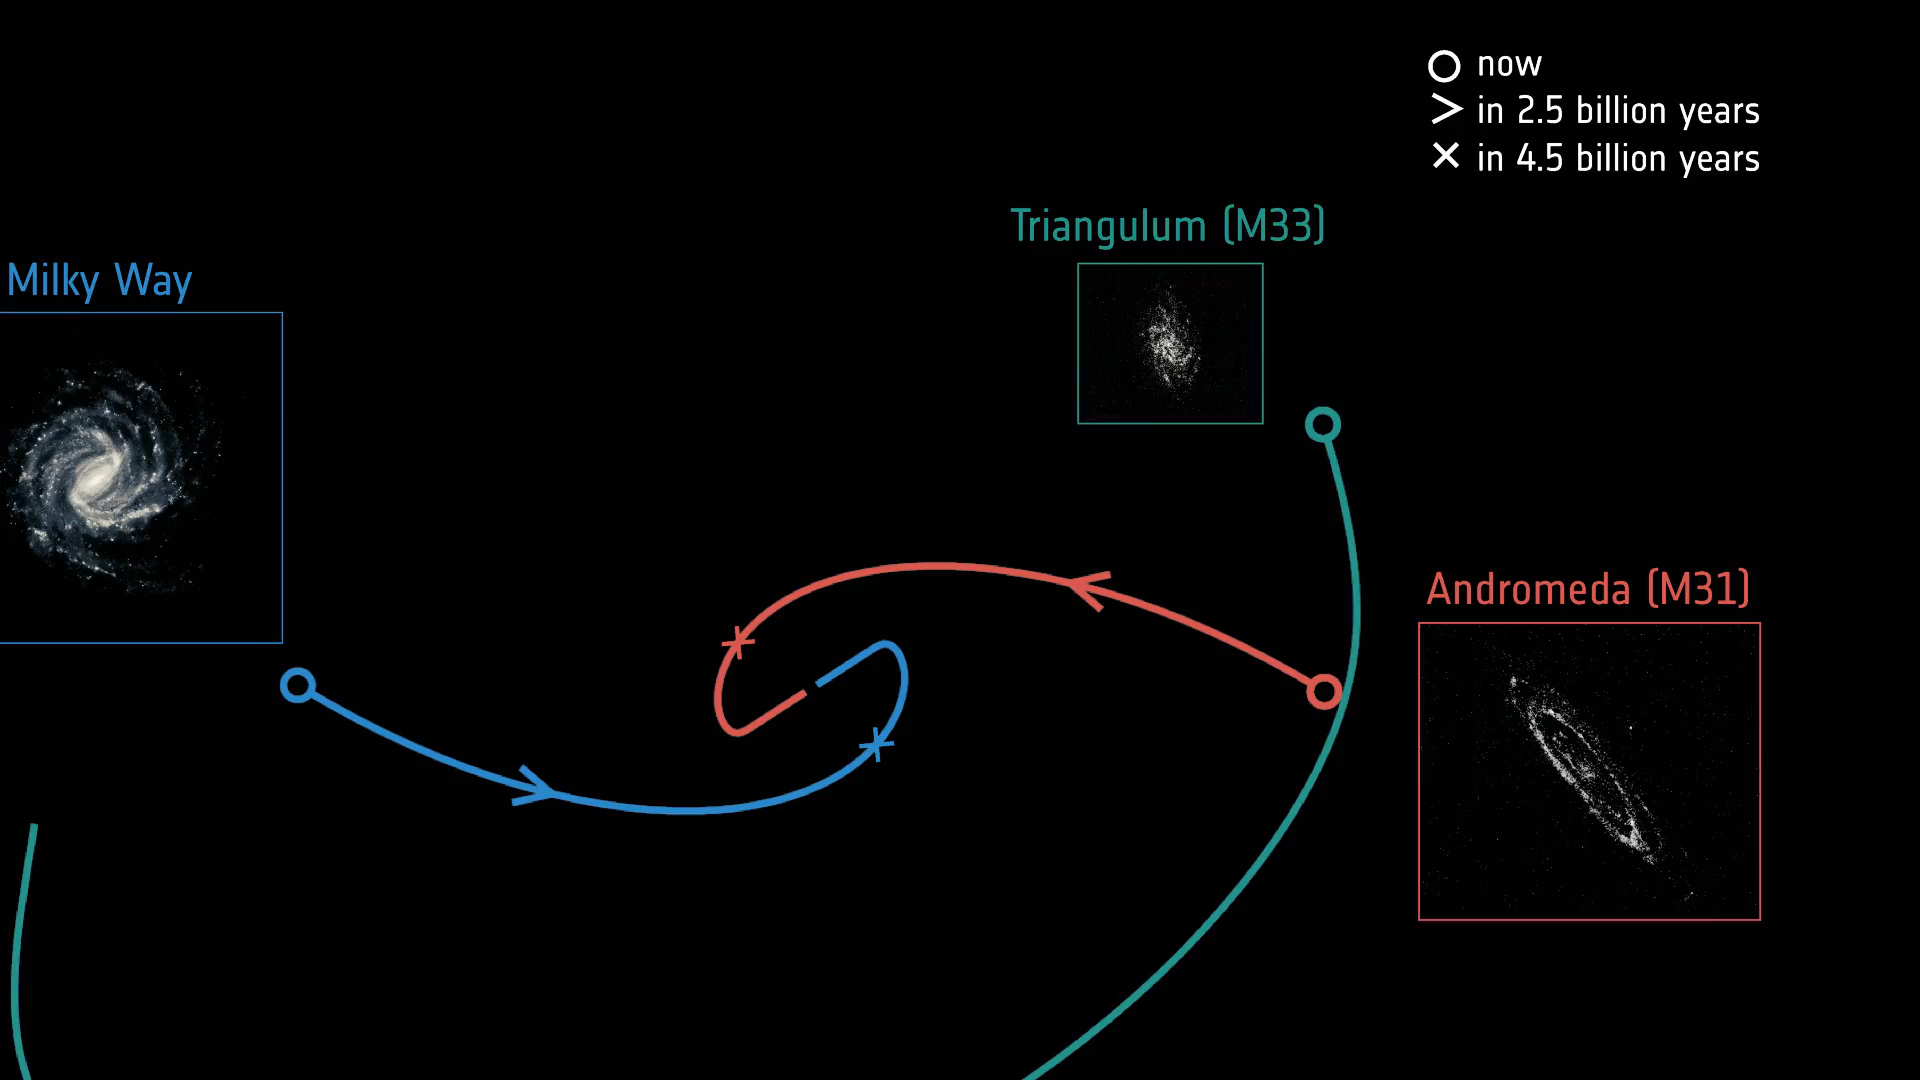 now
in 2.5 billion years
in 4.5 billion years
Triangulum (M33)
Milky Way
Andromeda (M31)